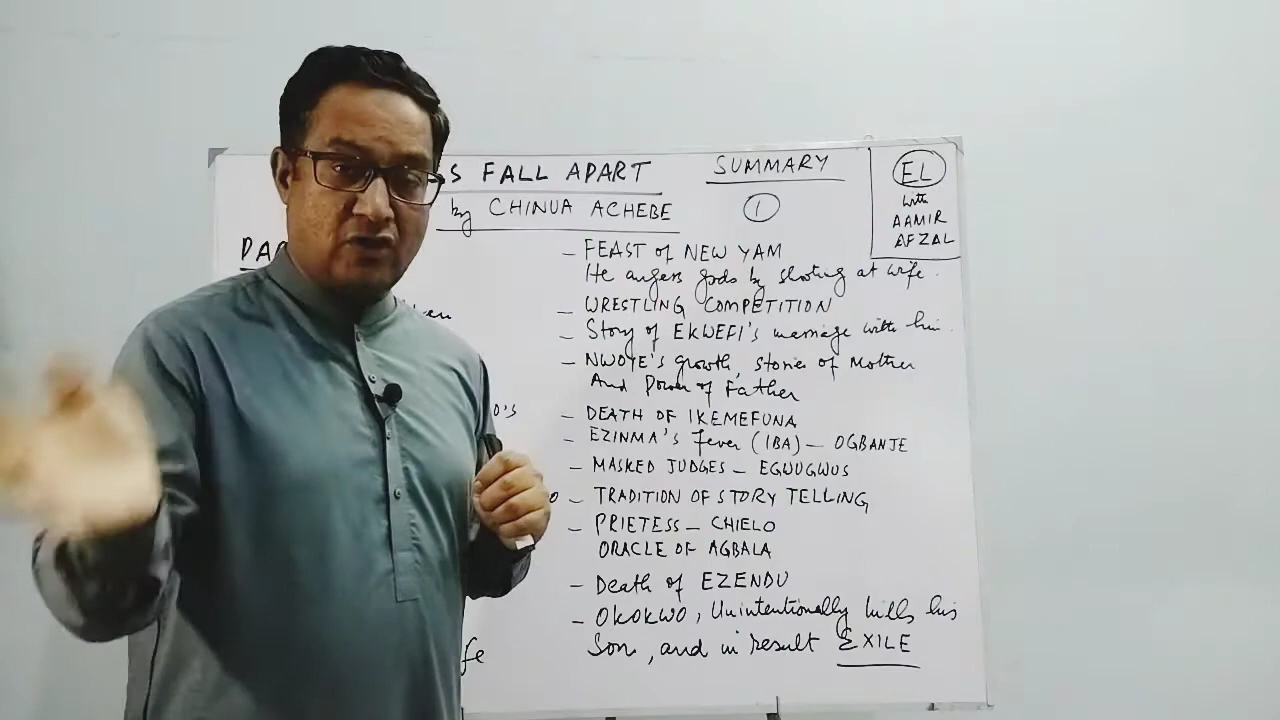 S FALL APART
SUMMARY
by CHINUA ACHEBE
1
EL
with
AAMIR
AFZAL
PAR
- FEAST of NEW YAM
He angers gods by shooting at wife.
- WRESTLING COMPETITION
- Story of EKWEFI'S marriage with him.
- NWOYE'S growth, stories of Mother
And Power of Father
- DEATH OF IKEMEFUNA
- EZINMA'S fever (IBA) - OGBANJE
- MASKED JUDGES - EGWUGWUS
- TRADITION OF STORY TELLING
- PRIETESS - CHIELO
ORACLE OF AGBALA
- Death of EZENDU
- OKOKWO, Unintentionally kills his
Son, and in result EXILE
O'S
fe